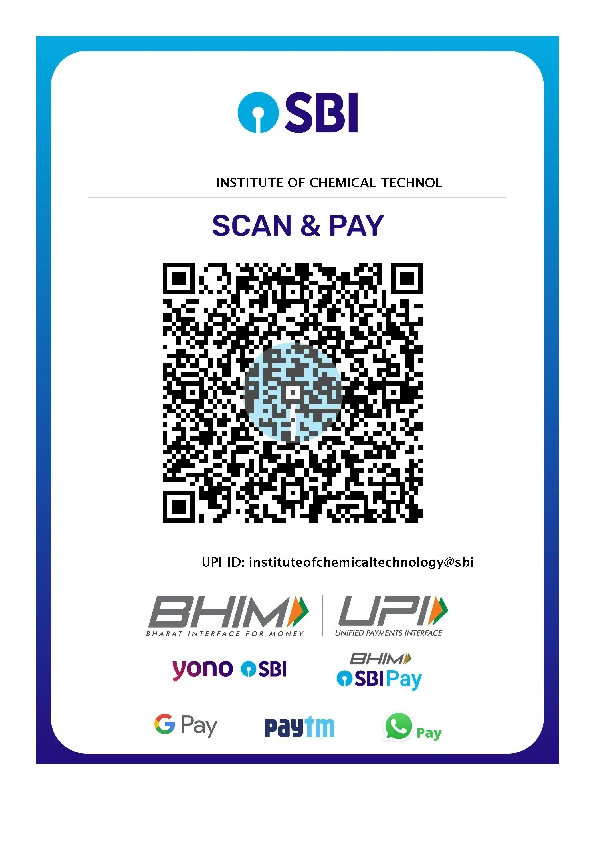 SBI
INSTITUTE OF CHEMICAL TECHNOL
SCAN & PAY
UPI ID: instituteofchemicaltechnology@sbi
BHIM UPI
BHARAT INTERFACE FOR MONEY UNIFIED PAYMENTS INTERFACE
yono SBI BHIM
SBI Pay
G Pay paytm Pay